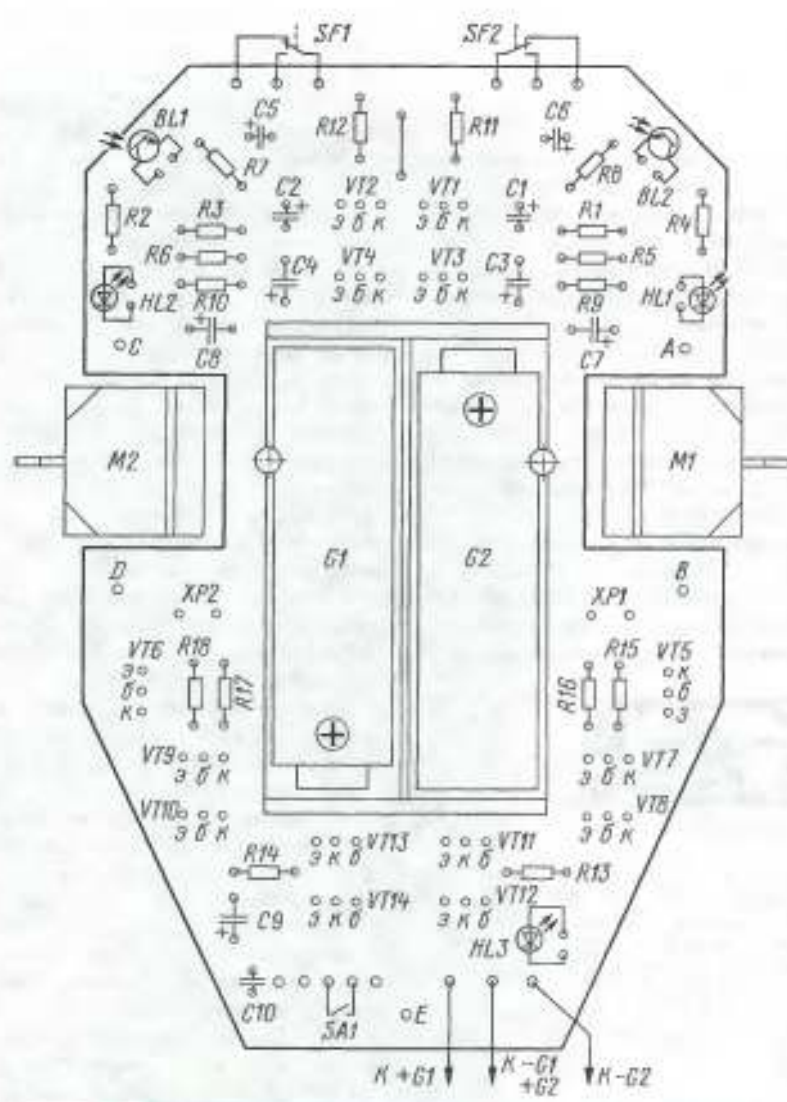 SF1 SF2
C5 R12 R11 C6
BL1 R7 R8 BL2
R2 R3 C2 VT2 VT1 C1 R1 R4
э б к э б к
R6 C4 VT4 VT3 C3 R5
HL2 R10 э б к э б к R9 HL1
C C8 C7 A
M2 M1
G1 G2
D B
XP2 XP1
VT6 R18 R17 R16 R15 VT5
э к
б б
к э
VT9 VT7
э б к э б к
VT10 VT8
э б к э б к
R14 VT13 VT11 R13
э к б э к б
VT14 VT12
э к б э к б
C9 HL3
C10 SA1 E
К +G1 К −G1 К −G2
+G2